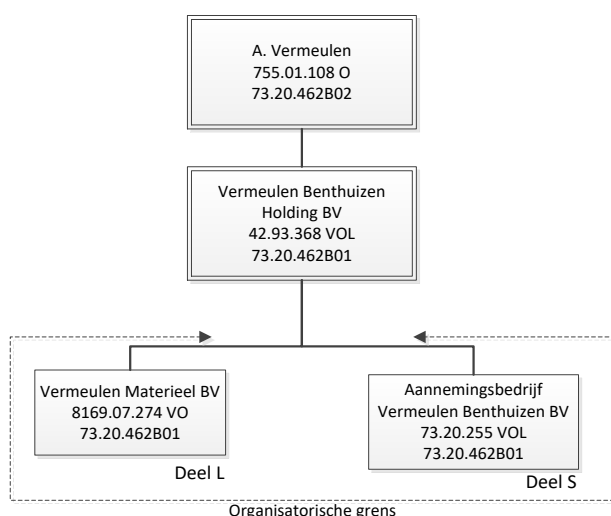 A. Vermeulen
755.01.108 O
73.20.462B02
Vermeulen Benthuizen
Holding BV
42.93.368 VOL
73.20.462B01
Vermeulen Materieel BV
8169.07.274 VO
73.20.462B01
Deel L
Aannemingsbedrijf
Vermeulen Benthuizen BV
73.20.255 VOL
73.20.462B01
Deel S
Organisatorische grens